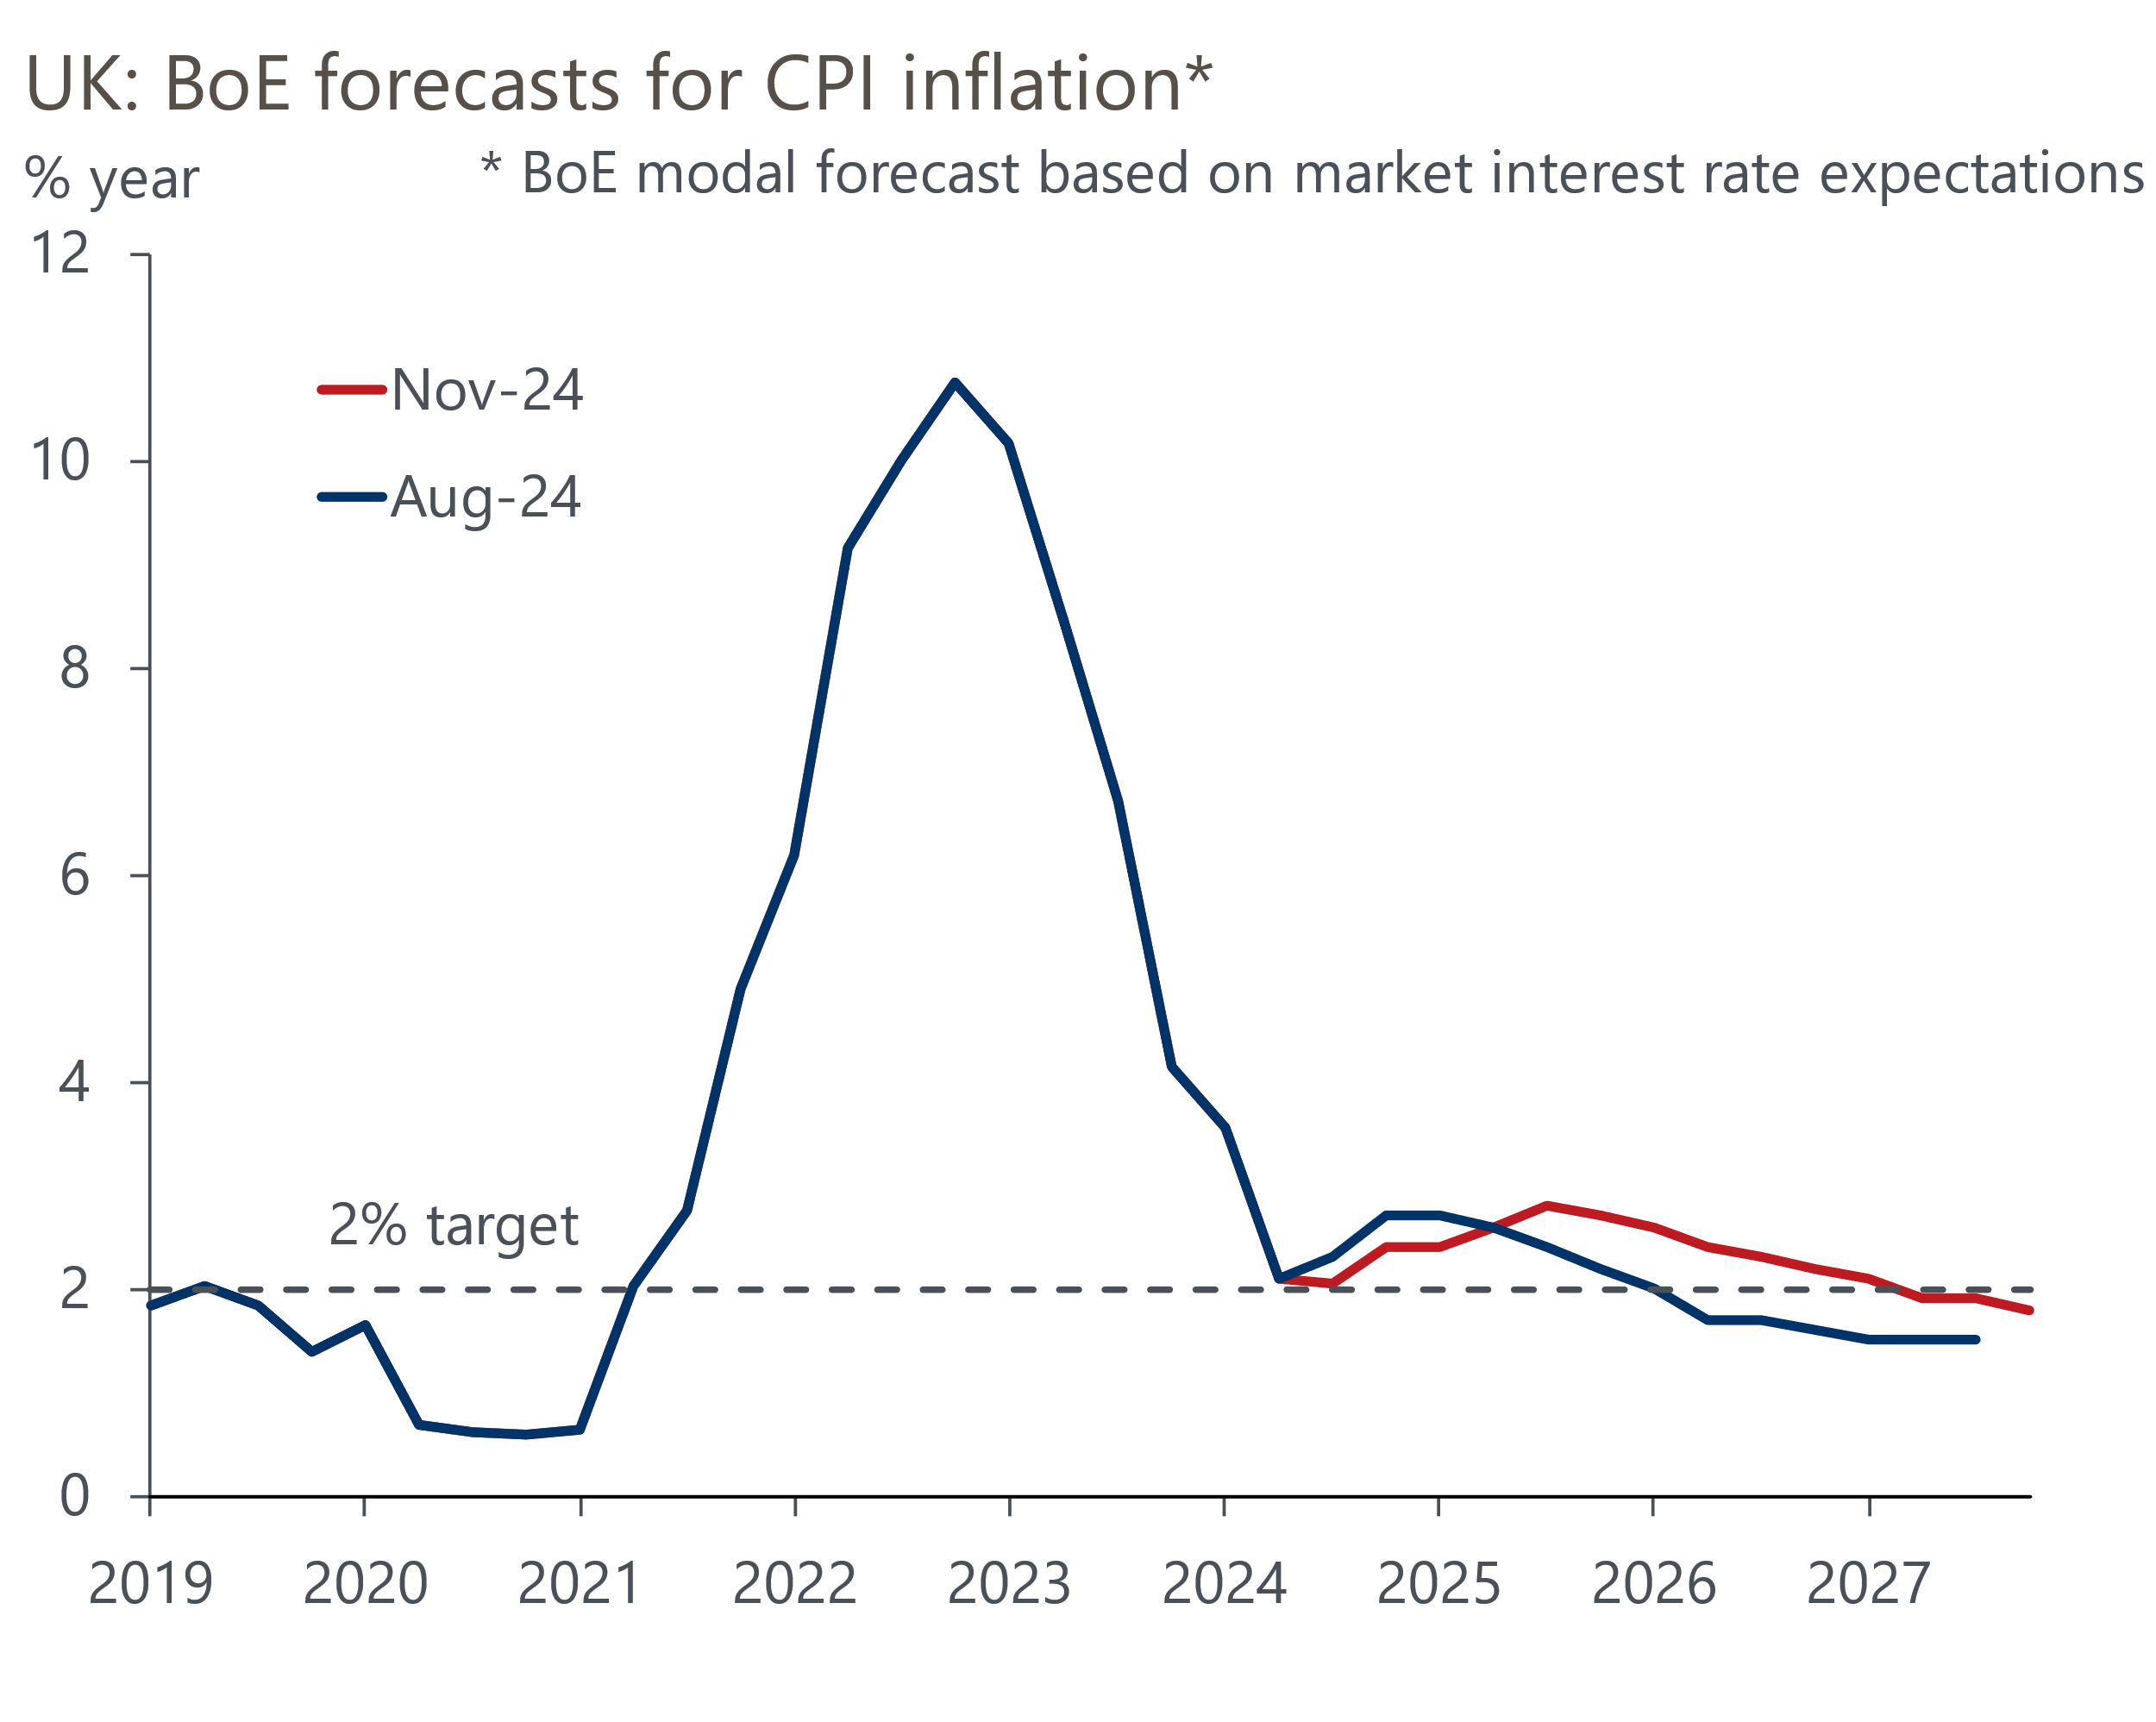 UK: BoE forecasts for CPI inflation*
% year
* BoE modal forecast based on market interest rate expectations
12
Nov-24
10
Aug-24
8
6
4
2% target
2
0
2019 2020 2021 2022 2023 2024 2025 2026 2027